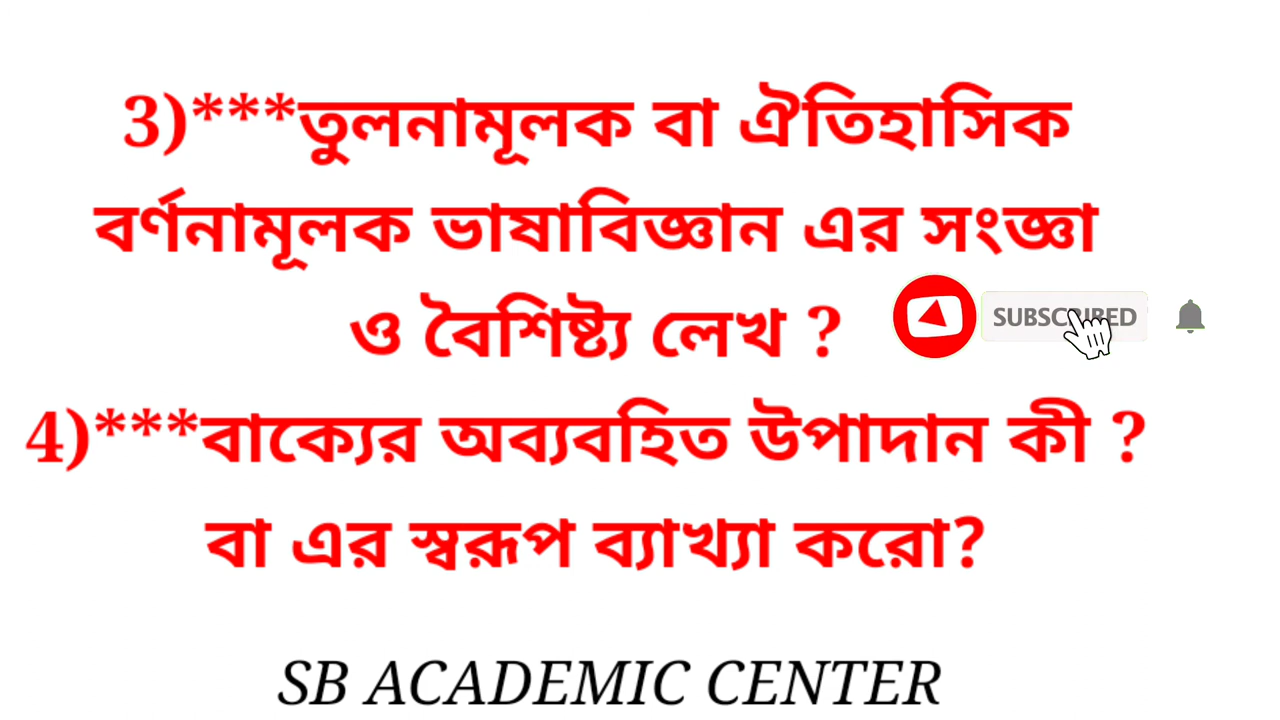 3)***তুলনামূলক বা ঐতিহাসিক
বর্ণনামূলক ভাষাবিজ্ঞান এর সংজ্ঞা
ও বৈশিষ্ট্য লেখ ?
SUBSCRIBED
4)***বাক্যের অব্যবহিত উপাদান কী ?
বা এর স্বরূপ ব্যাখ্যা করো?
SB ACADEMIC CENTER